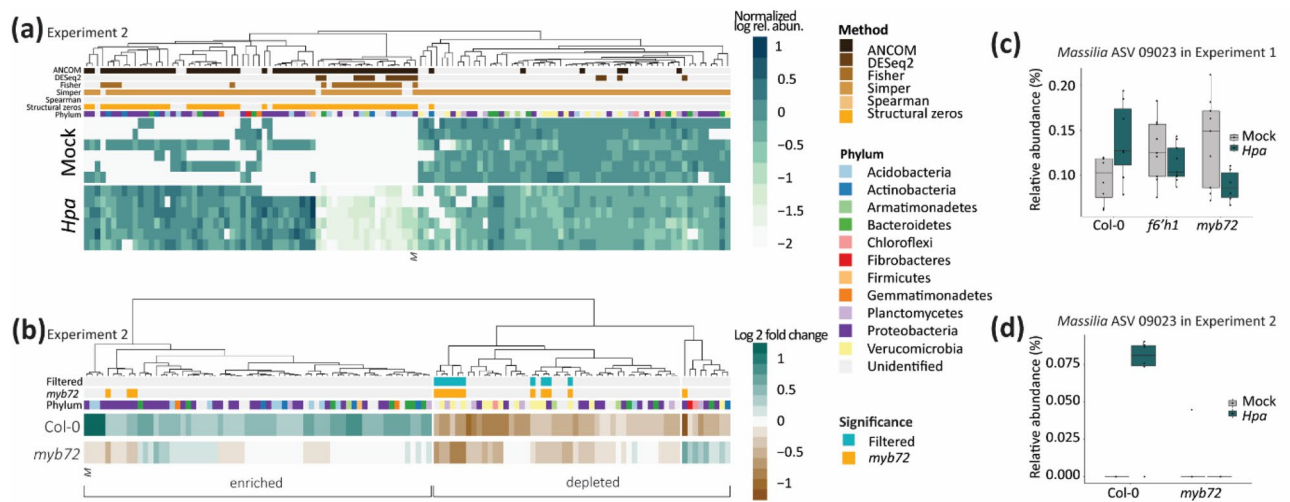 (a) Experiment 2
Normalized
log rel. abun.
1
0.5
0
−0.5
−1
−1.5
−2
ANCOM
DESeq2
Fisher
Simper
Spearman
Structural zeros
Phylum
Mock
Hpa
M
Method
ANCOM
DESeq2
Fisher
Simper
Spearman
Structural zeros
Phylum
Acidobacteria
Actinobacteria
Armatimonadetes
Bacteroidetes
Chloroflexi
Fibrobacteres
Firmicutes
Gemmatimonadetes
Planctomycetes
Proteobacteria
Verucomicrobia
Unidentified
Significance
Filtered
myb72
(b) Experiment 2
Log 2 fold change
1
0.5
0
−0.5
−1
Filtered
myb72
Phylum
Col-0
myb72
M
enriched
depleted
(c)
Massilia ASV 09023 in Experiment 1
Relative abundance (%)
0.20
0.15
0.10
Mock
Hpa
Col-0
f6'h1
myb72
(d)
Massilia ASV 09023 in Experiment 2
Relative abundance (%)
0.075
0.050
0.025
0.000
Mock
Hpa
Col-0
myb72